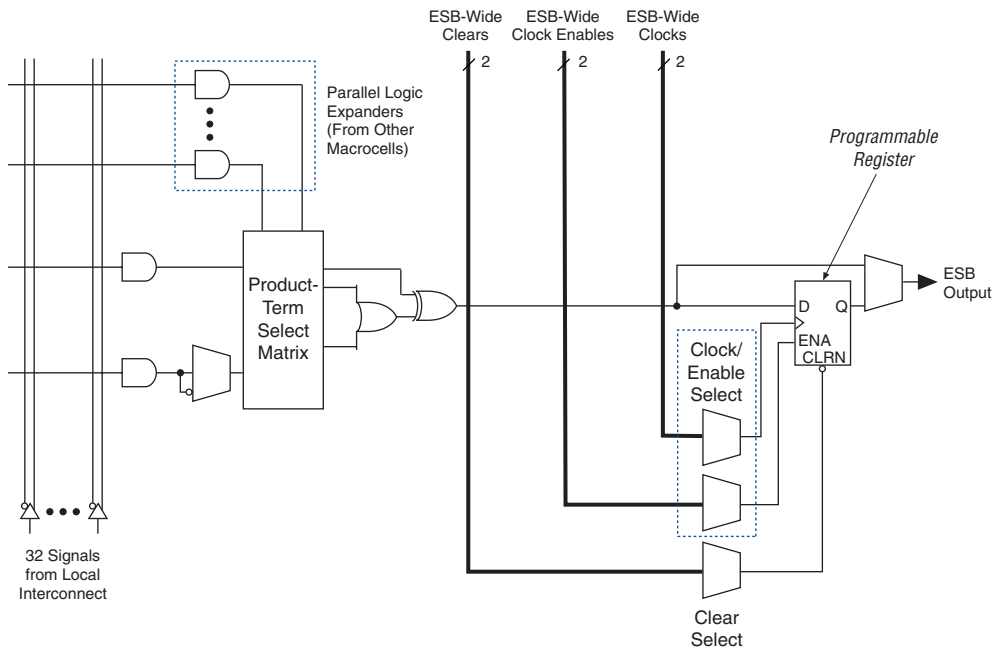 ESB-Wide
Clears
ESB-Wide
Clock Enables
ESB-Wide
Clocks
2
2
2
Parallel Logic
Expanders
(From Other
Macrocells)
Programmable
Register
Product-
Term
Select
Matrix
ESB
Output
D
Q
ENA
CLRN
Clock/
Enable
Select
32 Signals
from Local
Interconnect
Clear
Select